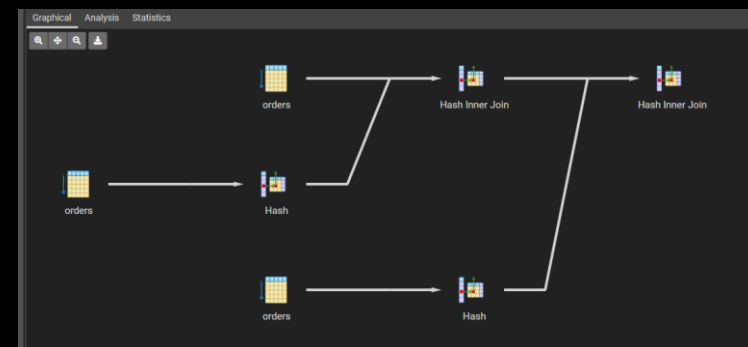 Graphical Analysis Statistics
orders Hash Inner Join Hash Inner Join
orders Hash
orders Hash